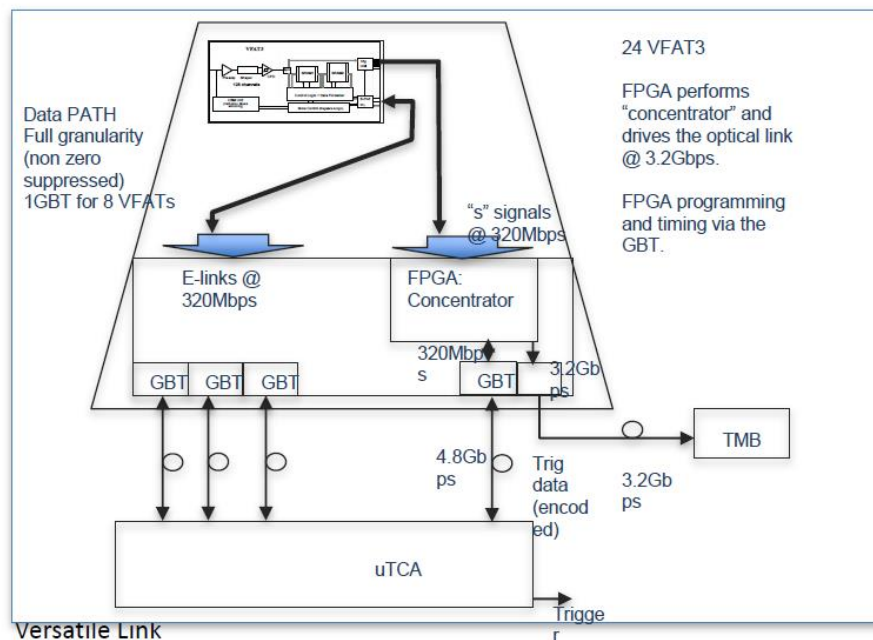 VFAT3
128 channels
Data PATH
Full granularity
(non zero
suppressed)
1GBT for 8 VFATs
24 VFAT3
FPGA performs
“concentrator” and
drives the optical link
@ 3.2Gbps.
FPGA programming
and timing via the
GBT.
“s” signals
@ 320Mbps
E-links @
320Mbps
FPGA:
Concentrator
320Mbp
s
3.2Gb
ps
GBT
GBT
GBT
GBT
TMB
4.8Gb
ps
Trig
data
(encod
ed)
3.2Gb
ps
uTCA
Trigge
r
Versatile Link